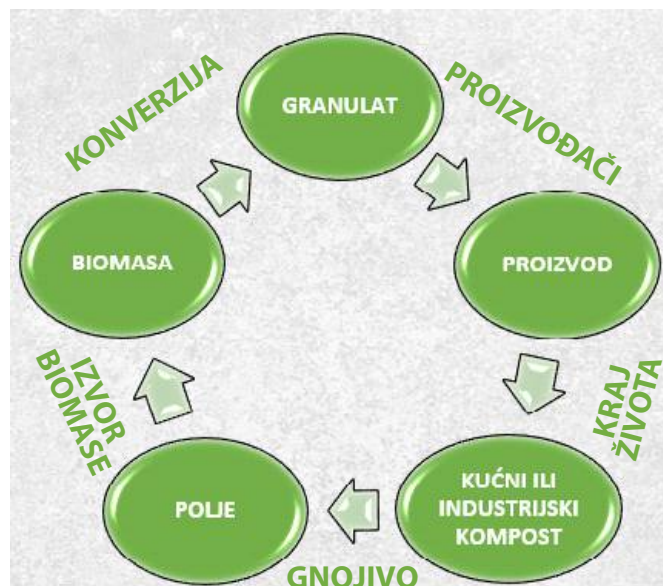 GRANULAT
PROIZVOĐAČI
PROIZVOD
KRAJ
ŽIVOTA
KUĆNI ILI
INDUSTRIJSKI
KOMPOST
GNOJIVO
POLJE
IZVOR
BIOMASE
BIOMASA
KONVERZIJA